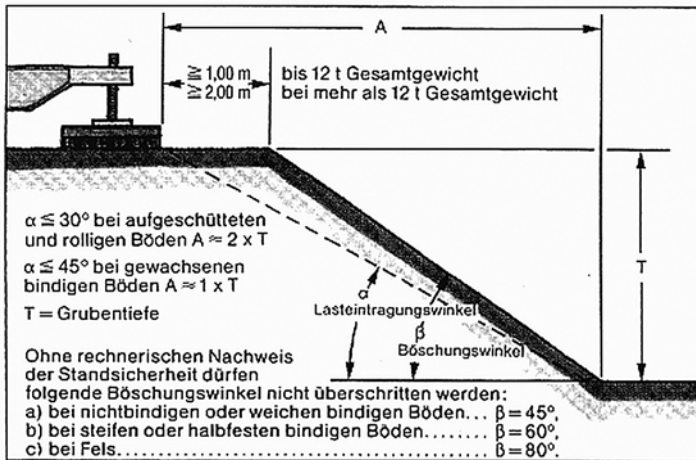 A
≧ 1,00 m bis 12 t Gesamtgewicht
≧ 2,00 m bei mehr als 12 t Gesamtgewicht
α ≦ 30° bei aufgeschütteten
und rolligen Böden A ≈ 2 x T
α ≦ 45° bei gewachsenen
bindigen Böden A ≈ 1 x T
T = Grubentiefe
T
α
Lasteintragungswinkel
β
Böschungswinkel
Ohne rechnerischen Nachweis
der Standsicherheit dürfen
folgende Böschungswinkel nicht überschritten werden:
a) bei nichtbindigen oder weichen bindigen Böden... β = 45°,
b) bei steifen oder halbfesten bindigen Böden........ β = 60°,
c) bei Fels................................................ β = 80°.